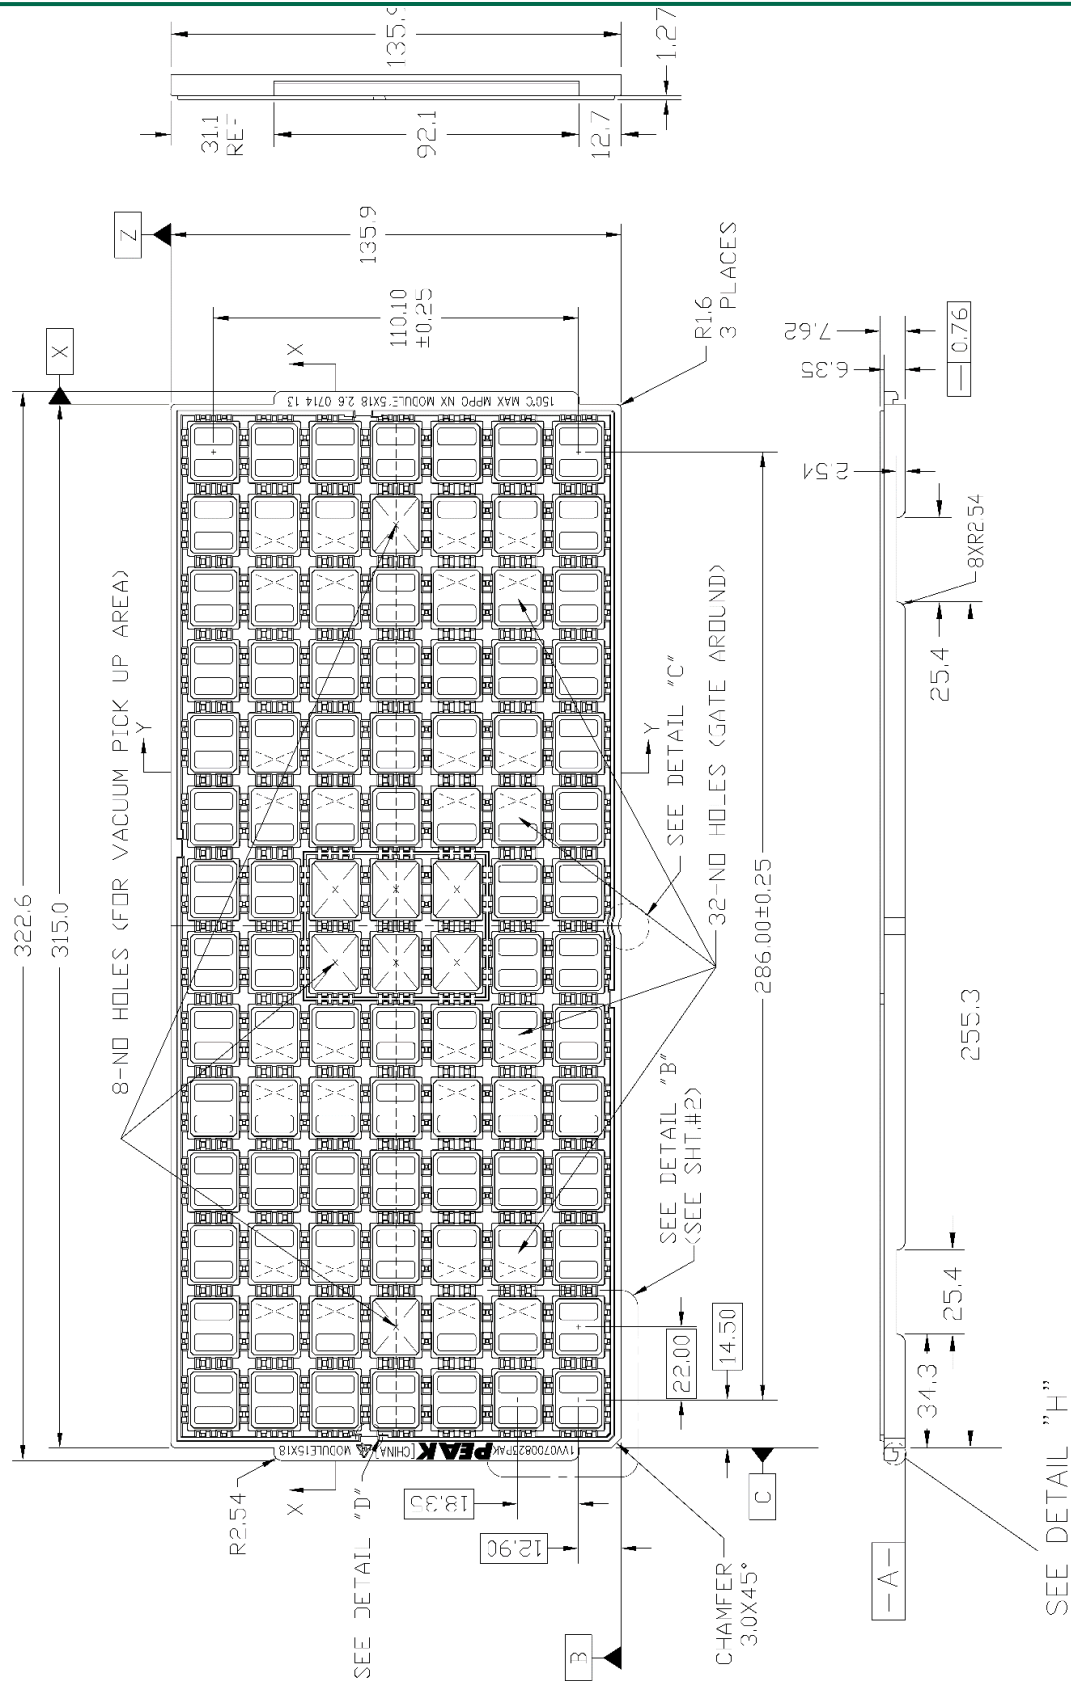 135.9
1.27
31.1
REF
92.1
12.7
Z
135.9
110.10
±0.25
R1.6
3 PLACES
X
X
322.6
315.0
150°C MAX MPPC NX MODULE15X18 2.6 0714 13
8-NO HOLES (FOR VACUUM PICK UP AREA)
Y
Y
SEE DETAIL "C"
32-NO HOLES (GATE AROUND)
286.00±0.25
SEE DETAIL "B"
(SEE SHT.#2)
22.00
14.50
1W0700823PAK
PEAK
[CHINA]
MODULE15X18
R2.54
X
SEE DETAIL "D"
18.35
12.90
C
B
CHAMFER
3.0X45°
7.62
6.35
0.76
2.54
8XR2.54
25.4
255.3
25.4
34.3
-A-
SEE DETAIL "H"